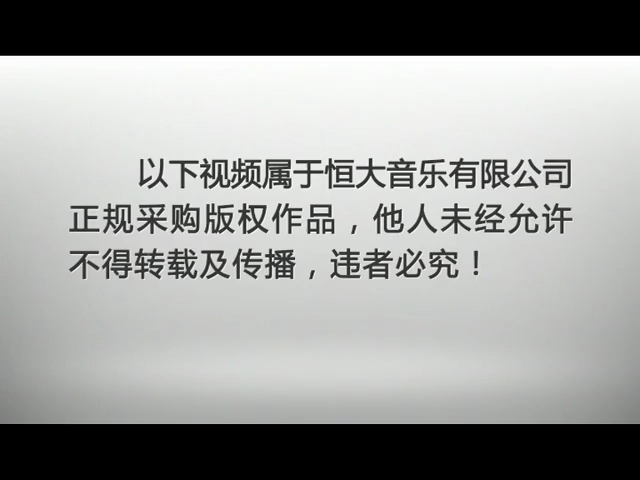 以下视频属于恒大音乐有限公司
正规采购版权作品，他人未经允许
不得转载及传播，违者必究！